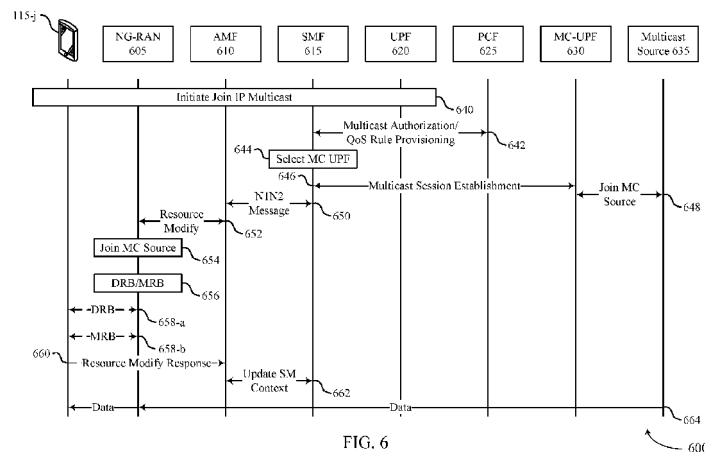 115-j
NG-RAN
605
AMF
610
SMF
615
UPF
620
PCF
625
MC-UPF
630
Multicast
Source 635
Initiate Join IP Multicast
640
Multicast Authorization/
QoS Rule Provisioning
642
644
Select MC UPF
646
Multicast Session Establishment
Join MC
Source
648
N1N2
Message
650
Resource
Modify
652
Join MC Source
654
DRB/MRB
656
DRB
658-a
MRB
658-b
660
Resource Modify Response
Update SM
Context
662
Data
Data
664
FIG. 6
600